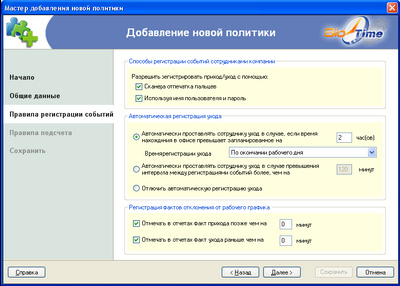 Мастер добавления новой политики
Добавление новой политики
Bio Time
Начало
Общие данные
Правила регистрации событий
Правила подсчета
Сохранить
Способы регистрации событий сотрудниками компании
Разрешить зегистрировать приход/уход с помощью:
Сканера отпечатка пальцев
Используя имя пользователя и пароль
Автоматическая регистрация ухода
Автоматически проставлять сотруднику уход в случае, если время
нахождения в офисе превышает запланированное на
2 час(ов)
Времярегистрации ухода
По окончании рабочего дня
Автоматически проставлять сотруднику уход в случае превышения
интервала между регистрациями событий более, чем на
120 минут
Отлючить автоматическую регистрацию ухода
Регистрация фактов отклонения от рабочего графика
Отмечать в отчетах факт прихода позже чем на 0 минут
Отмечать в отчетах факт ухода раньше чем на 0 минут
Справка
< Назад
Далее >
Сохранить
Отмена